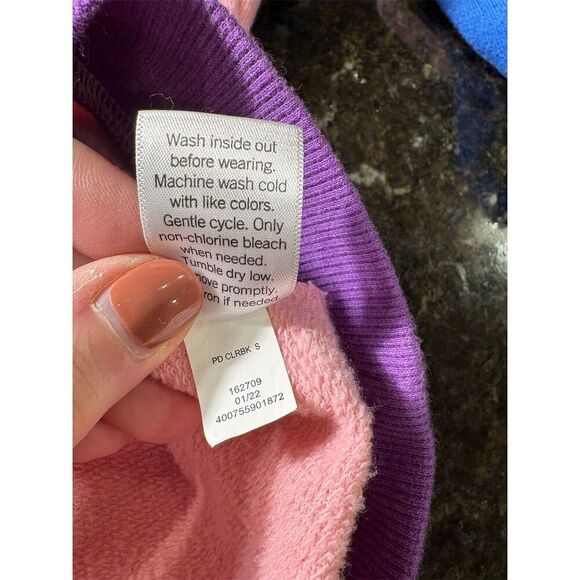 Wash inside out
before wearing.
Machine wash cold
with like colors.
Gentle cycle. Only
non-chlorine bleach
when needed.
Tumble dry low.
promptly.
if needed
PD CLRBK S
162709
01/22
400755901872